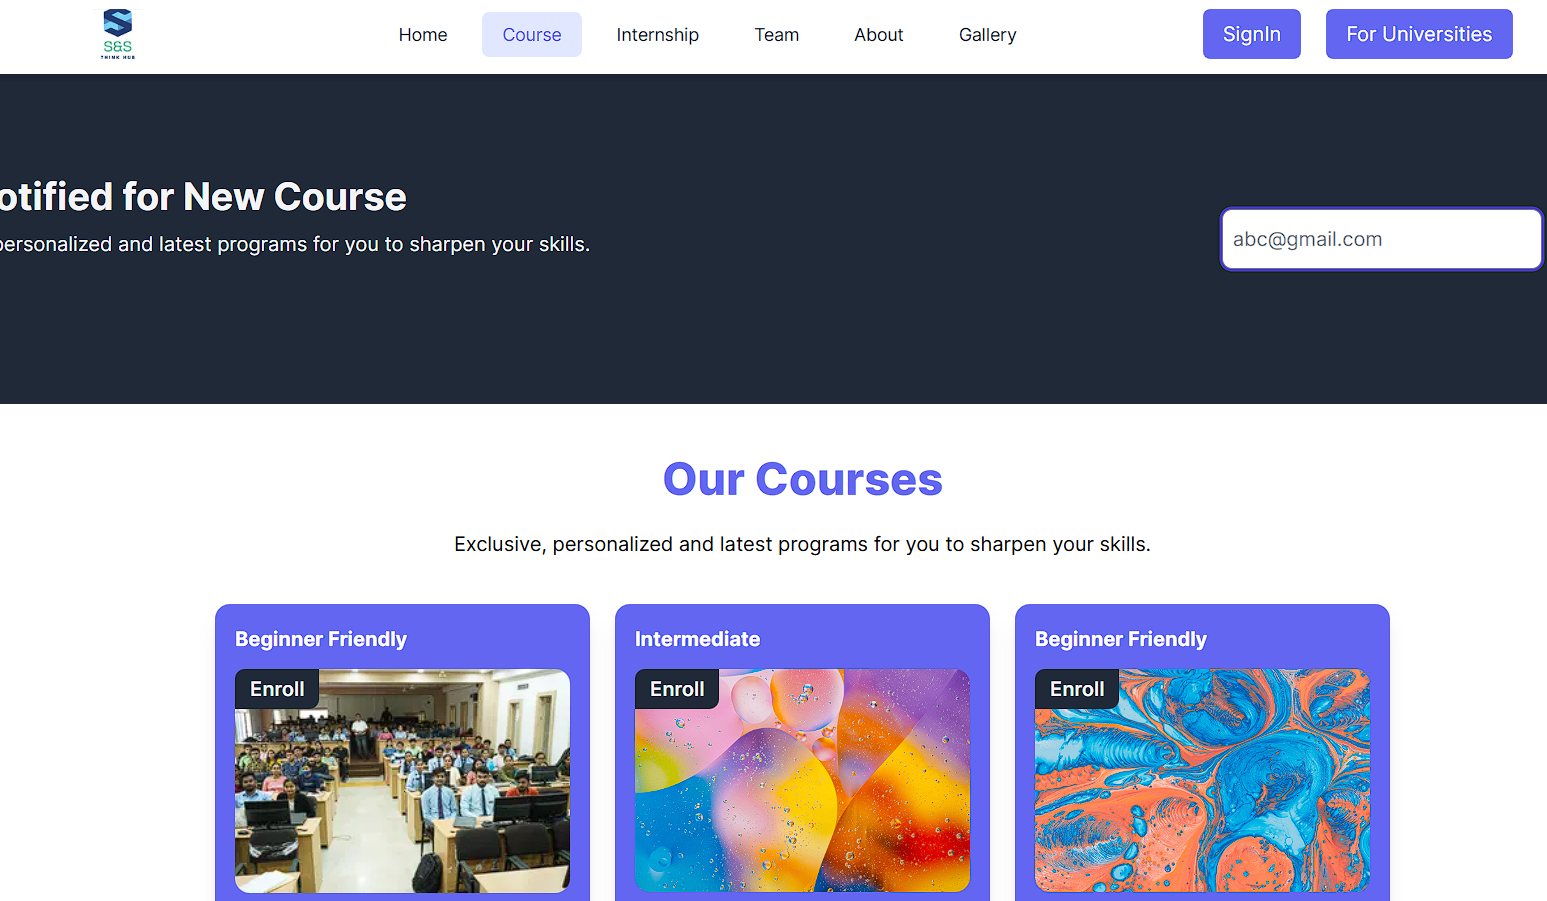 S&S
THINK HUB
Home
Course
Internship
Team
About
Gallery
SignIn
For Universities
otified for New Course
personalized and latest programs for you to sharpen your skills.
abc@gmail.com
Our Courses
Exclusive, personalized and latest programs for you to sharpen your skills.
Beginner Friendly
Enroll
Intermediate
Enroll
Beginner Friendly
Enroll